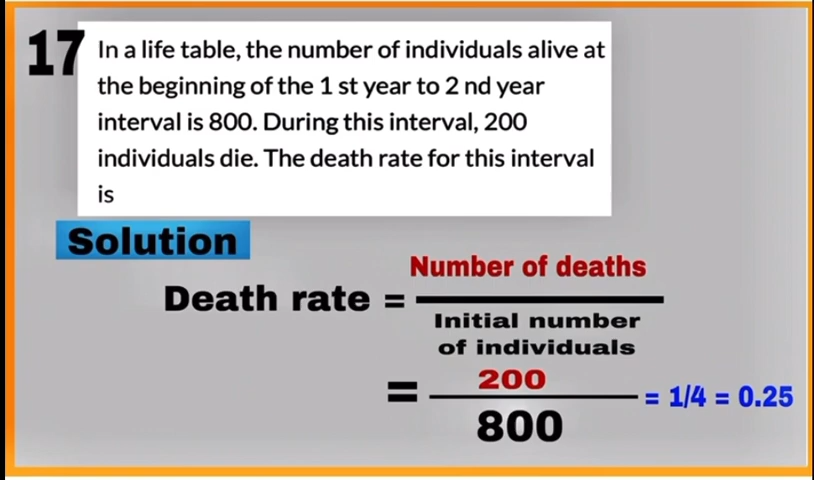 17
In a life table, the number of individuals alive at
the beginning of the 1 st year to 2 nd year
interval is 800. During this interval, 200
individuals die. The death rate for this interval
is
Solution
Number of deaths
Death rate =
Initial number
of individuals
200
= = 1/4 = 0.25
800